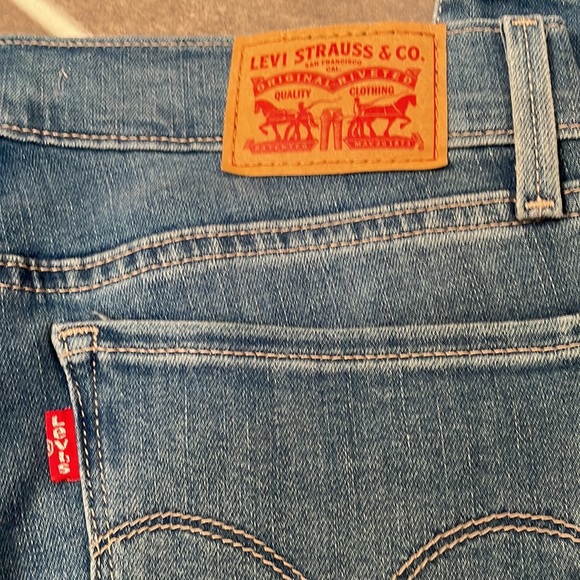 LEVI STRAUSS & CO.
SAN FRANCISCO
CAL.
ORIGINAL RIVETED
QUALITY CLOTHING
Levi's